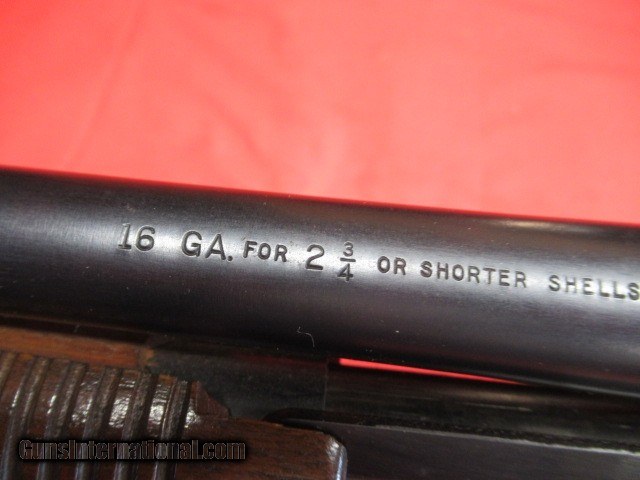 16 GA. FOR 2 3/4 OR SHORTER SHELLS
GunsInternational.com